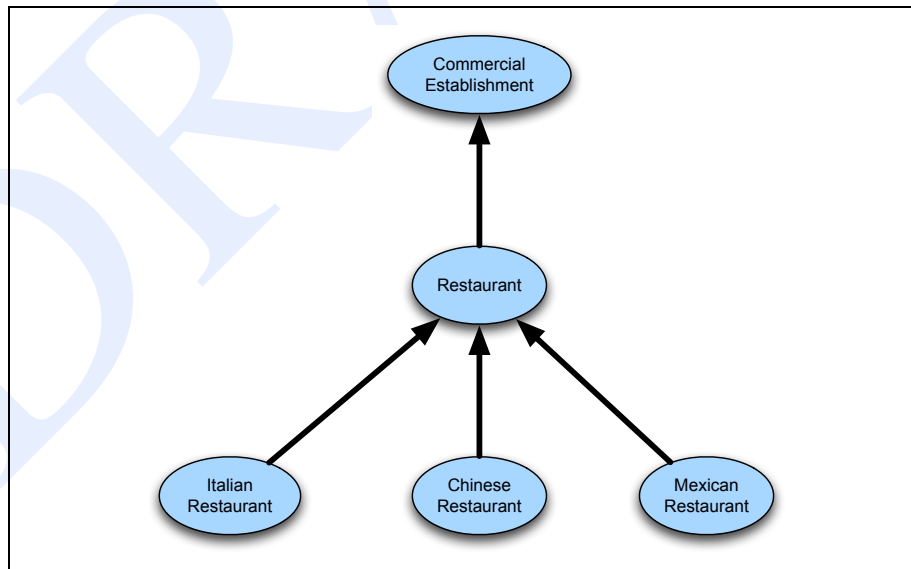 Commercial
Establishment
Restaurant
Italian
Restaurant
Chinese
Restaurant
Mexican
Restaurant